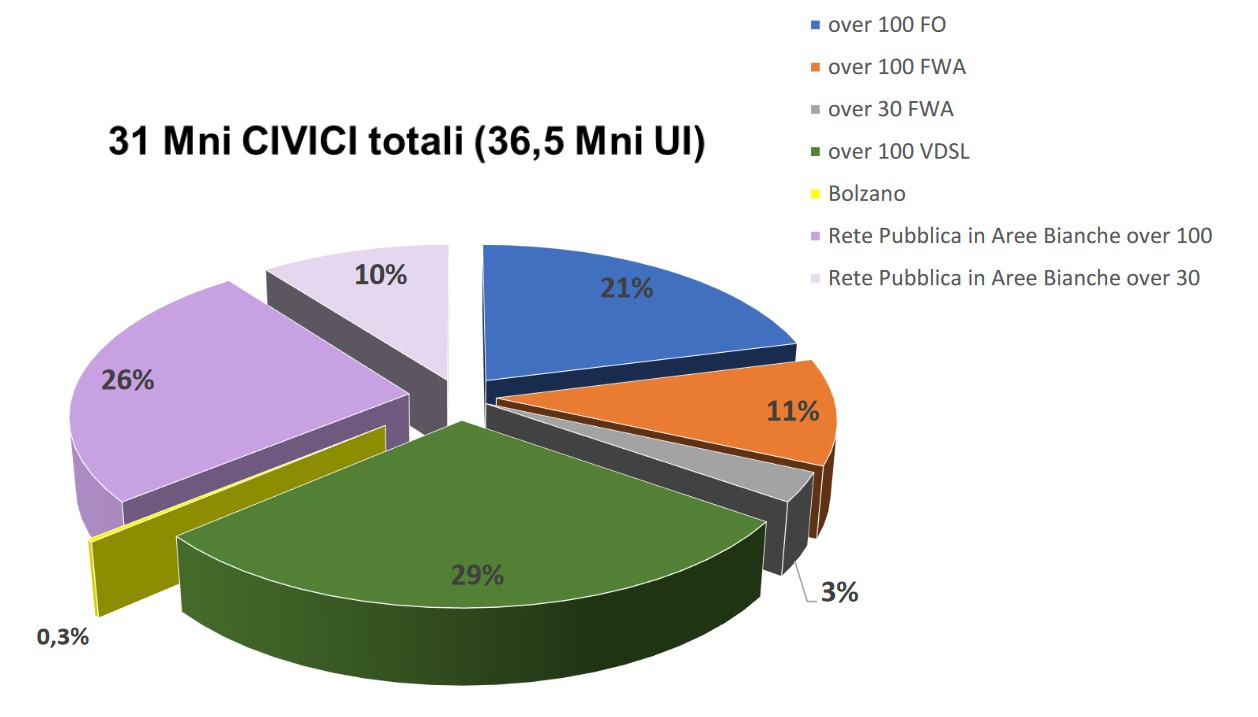 over 100 FO
over 100 FWA
over 30 FWA
over 100 VDSL
Bolzano
Rete Pubblica in Aree Bianche over 100
Rete Pubblica in Aree Bianche over 30
31 Mni CIVICI totali (36,5 Mni UI)
10%
21%
26%
11%
29%
3%
0,3%